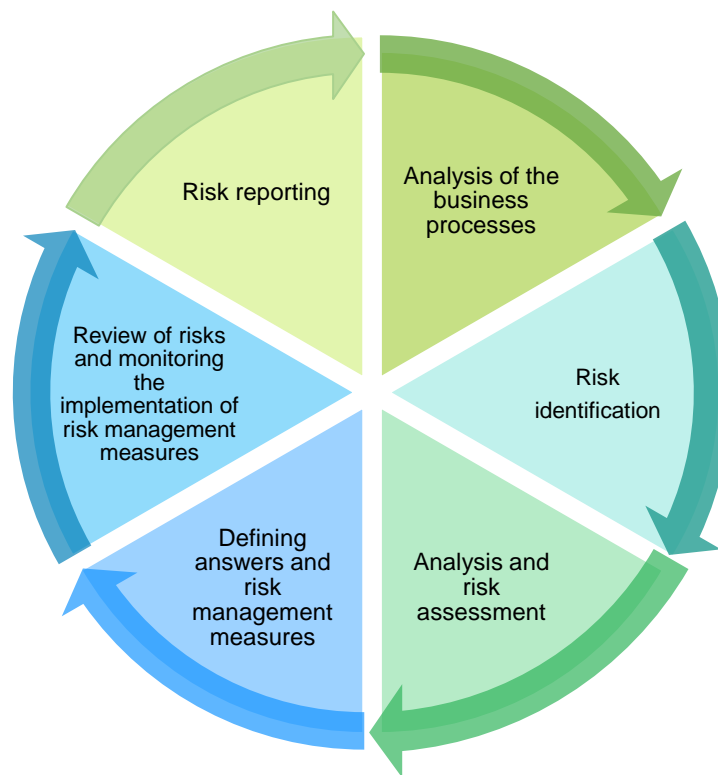 Risk reporting
Analysis of the
business
processes
Risk
identification
Analysis and
risk
assessment
Defining
answers and
risk
management
measures
Review of risks
and monitoring
the
implementation of
risk management
measures